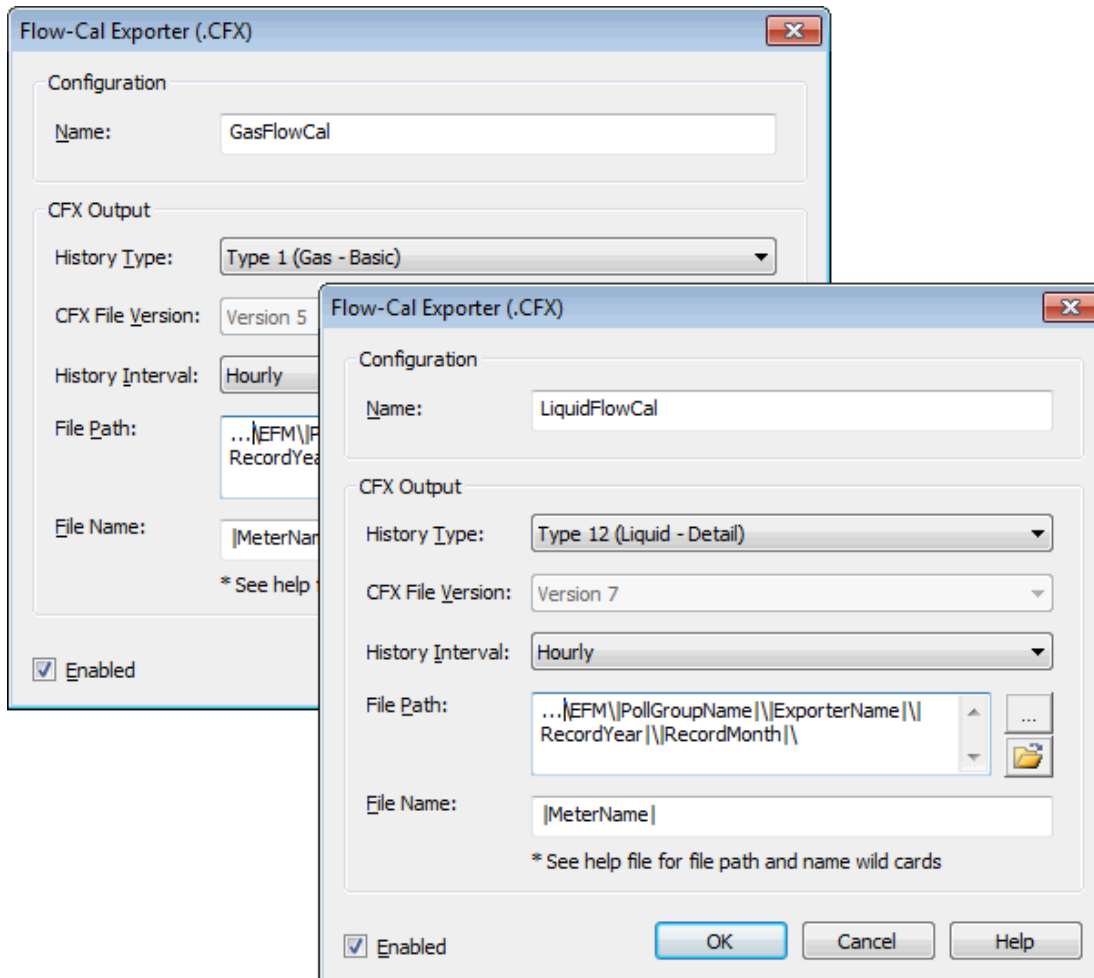 Flow-Cal Exporter (.CFX)
Configuration
Name: GasFlowCal
CFX Output
History Type: Type 1 (Gas - Basic)
CFX File Version: Version 5
History Interval: Hourly
File Path: ...\EFM\|P
RecordYea
File Name: |MeterNam
* See help f
Enabled
Flow-Cal Exporter (.CFX)
Configuration
Name: LiquidFlowCal
CFX Output
History Type: Type 12 (Liquid - Detail)
CFX File Version: Version 7
History Interval: Hourly
File Path: ...\EFM\|PollGroupName|\|ExporterName|\|
RecordYear|\|RecordMonth|\
...
File Name: |MeterName|
* See help file for file path and name wild cards
Enabled OK Cancel Help